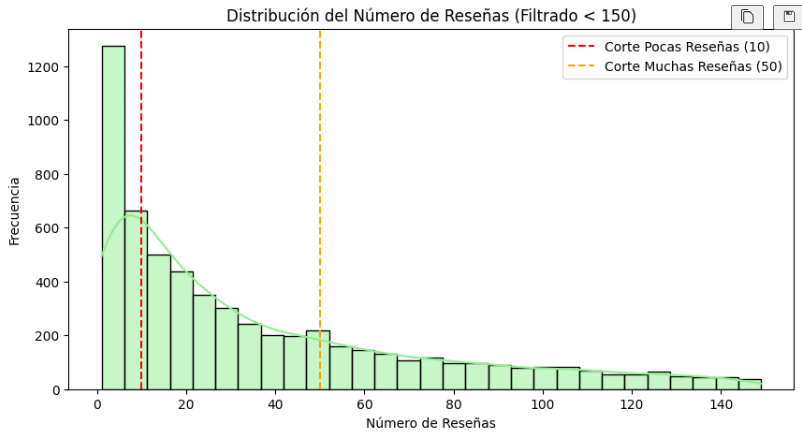 Distribución del Número de Reseñas (Filtrado < 150)
Corte Pocas Reseñas (10)
Corte Muchas Reseñas (50)
Frecuencia
1200
1000
800
600
400
200
0
0 20 40 60 80 100 120 140
Número de Reseñas